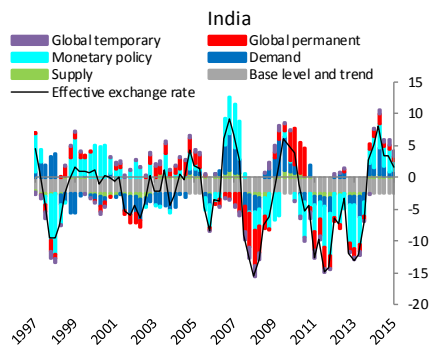 India
Global temporary Global permanent
Monetary policy Demand
Supply Base level and trend
Effective exchange rate
15
10
5
0
-5
-10
-15
-20
1997 1999 2001 2003 2005 2007 2009 2011 2013 2015